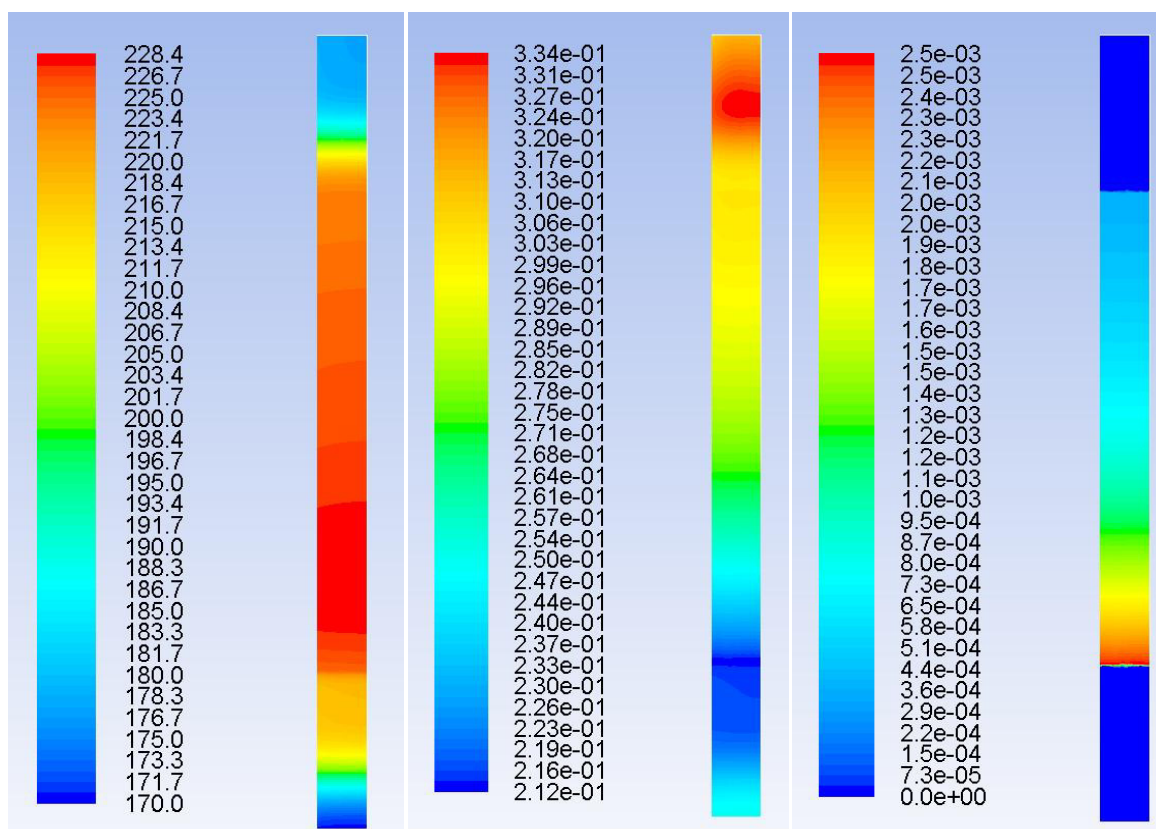 228.4
226.7
225.0
223.4
221.7
220.0
218.4
216.7
215.0
213.4
211.7
210.0
208.4
206.7
205.0
203.4
201.7
200.0
198.4
196.7
195.0
193.4
191.7
190.0
188.3
186.7
185.0
183.3
181.7
180.0
178.3
176.7
175.0
173.3
171.7
170.0
3.34e-01
3.31e-01
3.27e-01
3.24e-01
3.20e-01
3.17e-01
3.13e-01
3.10e-01
3.06e-01
3.03e-01
2.99e-01
2.96e-01
2.92e-01
2.89e-01
2.85e-01
2.82e-01
2.78e-01
2.75e-01
2.71e-01
2.68e-01
2.64e-01
2.61e-01
2.57e-01
2.54e-01
2.50e-01
2.47e-01
2.44e-01
2.40e-01
2.37e-01
2.33e-01
2.30e-01
2.26e-01
2.23e-01
2.19e-01
2.16e-01
2.12e-01
2.5e-03
2.5e-03
2.4e-03
2.3e-03
2.3e-03
2.2e-03
2.1e-03
2.0e-03
2.0e-03
1.9e-03
1.8e-03
1.7e-03
1.7e-03
1.6e-03
1.5e-03
1.5e-03
1.4e-03
1.3e-03
1.2e-03
1.2e-03
1.1e-03
1.0e-03
9.5e-04
8.7e-04
8.0e-04
7.3e-04
6.5e-04
5.8e-04
5.1e-04
4.4e-04
3.6e-04
2.9e-04
2.2e-04
1.5e-04
7.3e-05
0.0e+00